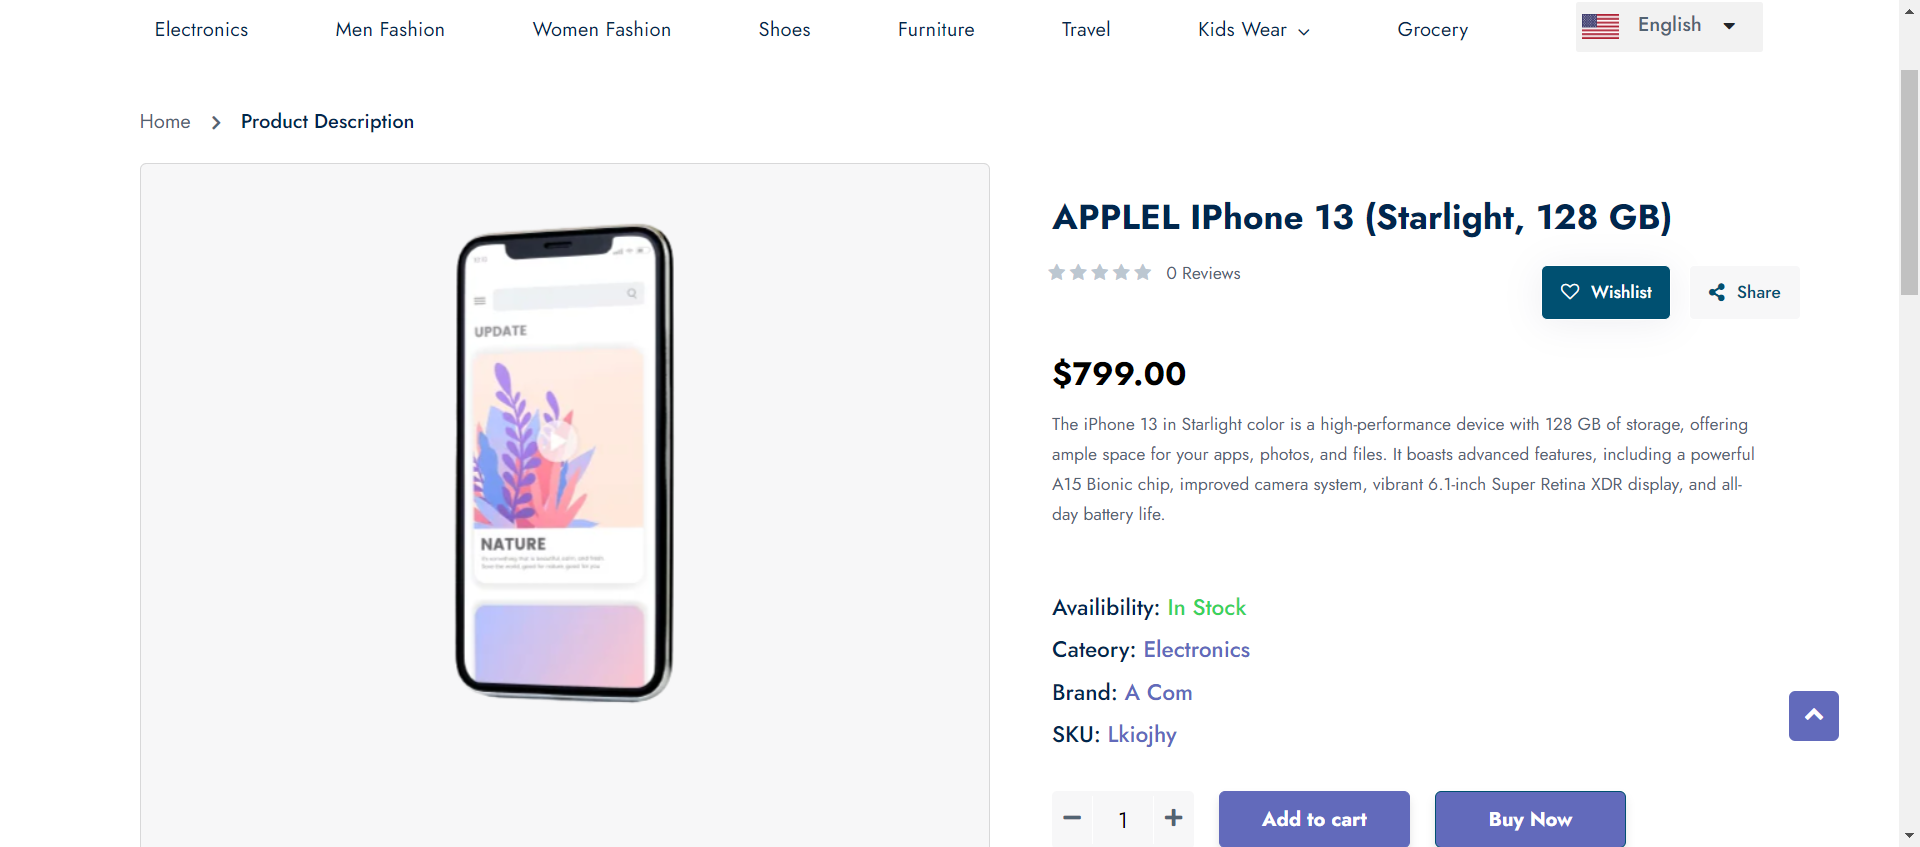 Electronics Men Fashion Women Fashion Shoes Furniture Travel Kids Wear Grocery English
Home Product Description
UPDATE
NATURE
APPLEL IPhone 13 (Starlight, 128 GB)
0 Reviews
Wishlist Share
$799.00
The iPhone 13 in Starlight color is a high-performance device with 128 GB of storage, offering
ample space for your apps, photos, and files. It boasts advanced features, including a powerful
A15 Bionic chip, improved camera system, vibrant 6.1-inch Super Retina XDR display, and all-
day battery life.
Availibility: In Stock
Cateory: Electronics
Brand: A Com
SKU: Lkiojhy
1 Add to cart Buy Now